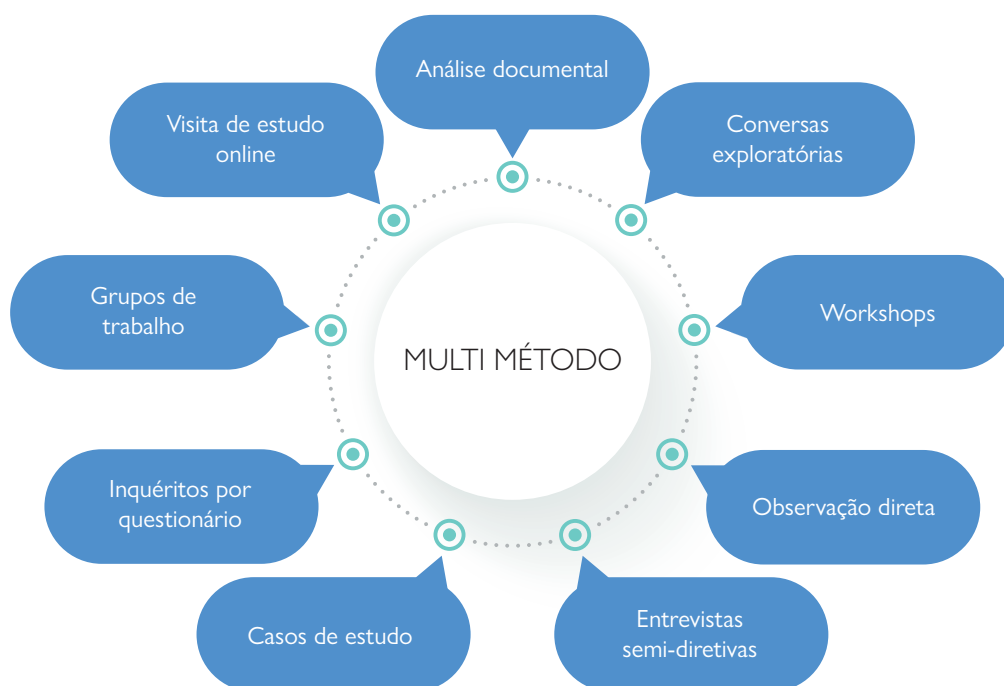 Análise documental
Conversas
exploratórias
Workshops
Observação direta
Entrevistas
semi-diretivas
Casos de estudo
Inquéritos por
questionário
Grupos de
trabalho
Visita de estudo
online
MULTI MÉTODO